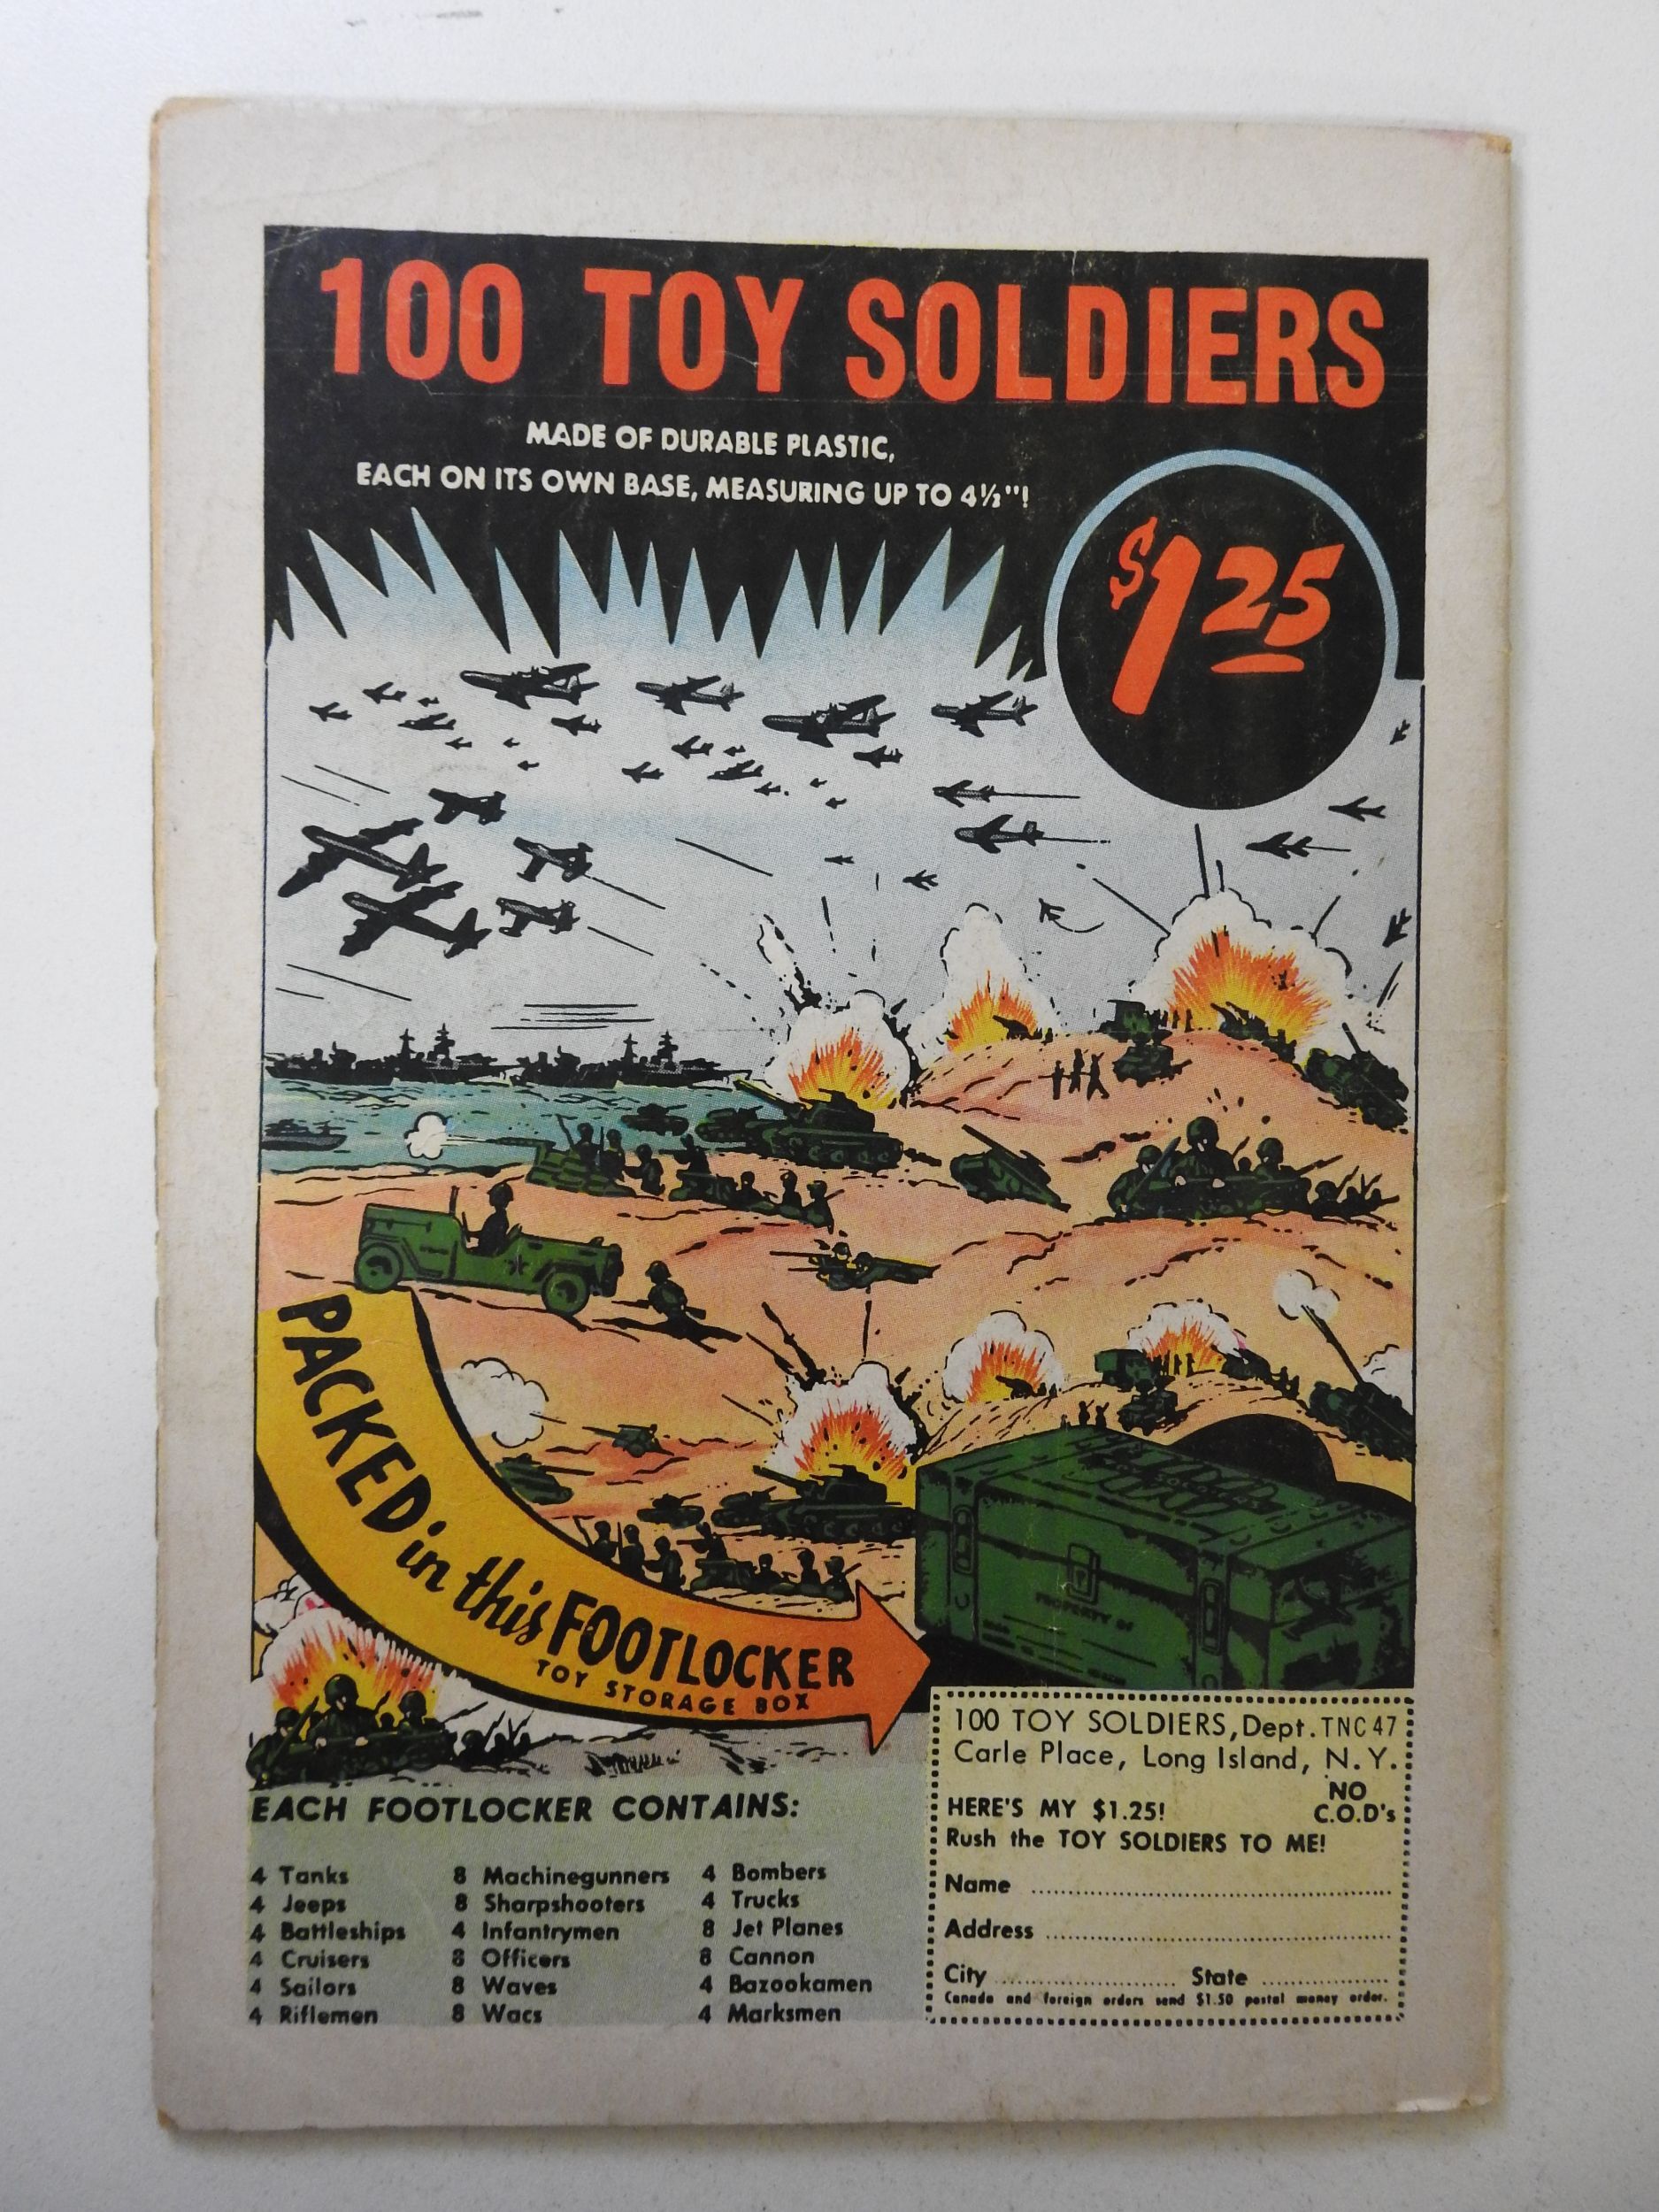 100 TOY SOLDIERS
MADE OF DURABLE PLASTIC,
EACH ON ITS OWN BASE, MEASURING UP TO 4½"!
$1 25
PACKED in this FOOTLOCKER
TOY STORAGE BOX
PROPERTY OF
EACH FOOTLOCKER CONTAINS:
4 Tanks
4 Jeeps
4 Battleships
4 Cruisers
4 Sailors
4 Riflemen
8 Machinegunners
8 Sharpshooters
4 Infantrymen
8 Officers
8 Waves
8 Wacs
4 Bombers
4 Trucks
8 Jet Planes
8 Cannon
4 Bazookamen
4 Marksmen
100 TOY SOLDIERS, Dept. TNC 47
Carle Place, Long Island, N. Y.
NO
HERE'S MY $1.25! C.O.D's
Rush the TOY SOLDIERS TO ME!
Name
Address
City State
Canada and foreign orders send $1.50 postal money order.